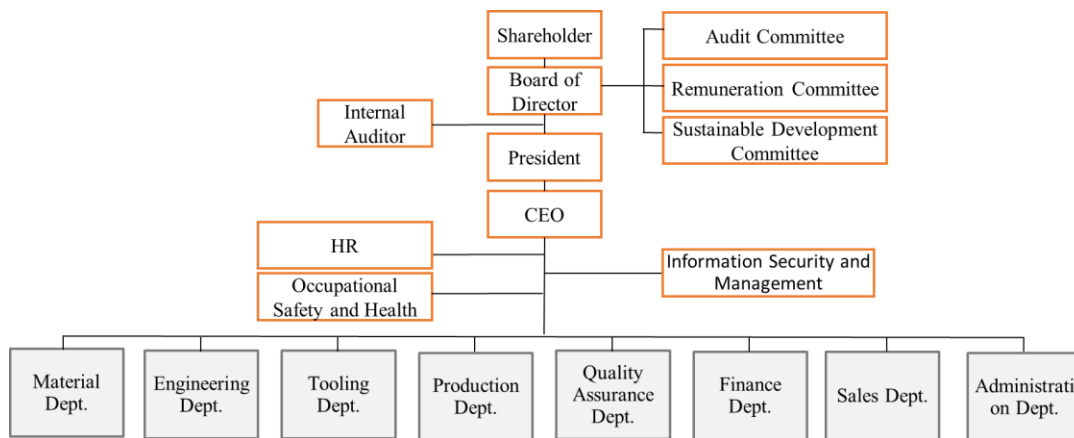 Shareholder
Audit Committee
Board of
Director
Remuneration Committee
Internal
Auditor
Sustainable Development
Committee
President
CEO
HR
Information Security and
Management
Occupational
Safety and Health
Material
Dept.
Engineering
Dept.
Tooling
Dept.
Production
Dept.
Quality
Assurance
Dept.
Finance
Dept.
Sales Dept.
Administrati
on Dept.